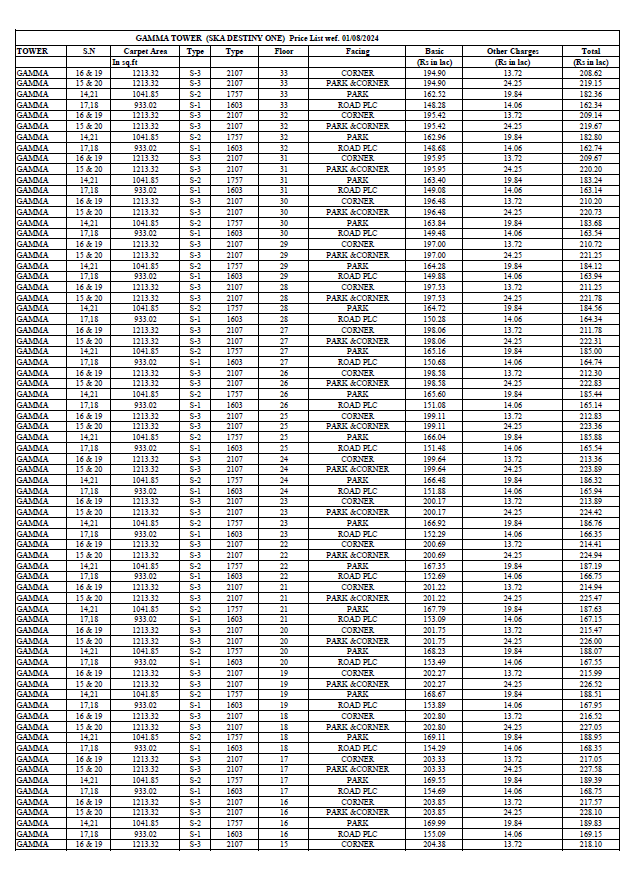 GAMMA TOWER (SKA DESTINY ONE) Price List wef. 01/08/2024
TOWER S.N Carpet Area Type Type Floor Facing Basic Other Charges Total
In sq.ft (Rs in lac) (Rs in lac) (Rs in lac)
GAMMA 16 & 19 1213.32 S-3 2107 33 CORNER 194.90 13.72 208.62
GAMMA 15 & 20 1213.32 S-3 2107 33 PARK &CORNER 194.90 24.25 219.15
GAMMA 14,21 1041.85 S-2 1757 33 PARK 162.52 19.84 182.36
GAMMA 17,18 933.02 S-1 1603 33 ROAD PLC 148.28 14.06 162.34
GAMMA 16 & 19 1213.32 S-3 2107 32 CORNER 195.42 13.72 209.14
GAMMA 15 & 20 1213.32 S-3 2107 32 PARK &CORNER 195.42 24.25 219.67
GAMMA 14,21 1041.85 S-2 1757 32 PARK 162.96 19.84 182.80
GAMMA 17,18 933.02 S-1 1603 32 ROAD PLC 148.68 14.06 162.74
GAMMA 16 & 19 1213.32 S-3 2107 31 CORNER 195.95 13.72 209.67
GAMMA 15 & 20 1213.32 S-3 2107 31 PARK &CORNER 195.95 24.25 220.20
GAMMA 14,21 1041.85 S-2 1757 31 PARK 163.40 19.84 183.24
GAMMA 17,18 933.02 S-1 1603 31 ROAD PLC 149.08 14.06 163.14
GAMMA 16 & 19 1213.32 S-3 2107 30 CORNER 196.48 13.72 210.20
GAMMA 15 & 20 1213.32 S-3 2107 30 PARK &CORNER 196.48 24.25 220.73
GAMMA 14,21 1041.85 S-2 1757 30 PARK 163.84 19.84 183.68
GAMMA 17,18 933.02 S-1 1603 30 ROAD PLC 149.48 14.06 163.54
GAMMA 16 & 19 1213.32 S-3 2107 29 CORNER 197.00 13.72 210.72
GAMMA 15 & 20 1213.32 S-3 2107 29 PARK &CORNER 197.00 24.25 221.25
GAMMA 14,21 1041.85 S-2 1757 29 PARK 164.28 19.84 184.12
GAMMA 17,18 933.02 S-1 1603 29 ROAD PLC 149.88 14.06 163.94
GAMMA 16 & 19 1213.32 S-3 2107 28 CORNER 197.53 13.72 211.25
GAMMA 15 & 20 1213.32 S-3 2107 28 PARK &CORNER 197.53 24.25 221.78
GAMMA 14,21 1041.85 S-2 1757 28 PARK 164.72 19.84 184.56
GAMMA 17,18 933.02 S-1 1603 28 ROAD PLC 150.28 14.06 164.34
GAMMA 16 & 19 1213.32 S-3 2107 27 CORNER 198.06 13.72 211.78
GAMMA 15 & 20 1213.32 S-3 2107 27 PARK &CORNER 198.06 24.25 222.31
GAMMA 14,21 1041.85 S-2 1757 27 PARK 165.16 19.84 185.00
GAMMA 17,18 933.02 S-1 1603 27 ROAD PLC 150.68 14.06 164.74
GAMMA 16 & 19 1213.32 S-3 2107 26 CORNER 198.58 13.72 212.30
GAMMA 15 & 20 1213.32 S-3 2107 26 PARK &CORNER 198.58 24.25 222.83
GAMMA 14,21 1041.85 S-2 1757 26 PARK 165.60 19.84 185.44
GAMMA 17,18 933.02 S-1 1603 26 ROAD PLC 151.08 14.06 165.14
GAMMA 16 & 19 1213.32 S-3 2107 25 CORNER 199.11 13.72 212.83
GAMMA 15 & 20 1213.32 S-3 2107 25 PARK &CORNER 199.11 24.25 223.36
GAMMA 14,21 1041.85 S-2 1757 25 PARK 166.04 19.84 185.88
GAMMA 17,18 933.02 S-1 1603 25 ROAD PLC 151.48 14.06 165.54
GAMMA 16 & 19 1213.32 S-3 2107 24 CORNER 199.64 13.72 213.36
GAMMA 15 & 20 1213.32 S-3 2107 24 PARK &CORNER 199.64 24.25 223.89
GAMMA 14,21 1041.85 S-2 1757 24 PARK 166.48 19.84 186.32
GAMMA 17,18 933.02 S-1 1603 24 ROAD PLC 151.88 14.06 165.94
GAMMA 16 & 19 1213.32 S-3 2107 23 CORNER 200.17 13.72 213.89
GAMMA 15 & 20 1213.32 S-3 2107 23 PARK &CORNER 200.17 24.25 224.42
GAMMA 14,21 1041.85 S-2 1757 23 PARK 166.92 19.84 186.76
GAMMA 17,18 933.02 S-1 1603 23 ROAD PLC 152.29 14.06 166.35
GAMMA 16 & 19 1213.32 S-3 2107 22 CORNER 200.69 13.72 214.41
GAMMA 15 & 20 1213.32 S-3 2107 22 PARK &CORNER 200.69 24.25 224.94
GAMMA 14,21 1041.85 S-2 1757 22 PARK 167.35 19.84 187.19
GAMMA 17,18 933.02 S-1 1603 22 ROAD PLC 152.69 14.06 166.75
GAMMA 16 & 19 1213.32 S-3 2107 21 CORNER 201.22 13.72 214.94
GAMMA 15 & 20 1213.32 S-3 2107 21 PARK &CORNER 201.22 24.25 225.47
GAMMA 14,21 1041.85 S-2 1757 21 PARK 167.79 19.84 187.63
GAMMA 17,18 933.02 S-1 1603 21 ROAD PLC 153.09 14.06 167.15
GAMMA 16 & 19 1213.32 S-3 2107 20 CORNER 201.75 13.72 215.47
GAMMA 15 & 20 1213.32 S-3 2107 20 PARK &CORNER 201.75 24.25 226.00
GAMMA 14,21 1041.85 S-2 1757 20 PARK 168.23 19.84 188.07
GAMMA 17,18 933.02 S-1 1603 20 ROAD PLC 153.49 14.06 167.55
GAMMA 16 & 19 1213.32 S-3 2107 19 CORNER 202.27 13.72 215.99
GAMMA 15 & 20 1213.32 S-3 2107 19 PARK &CORNER 202.27 24.25 226.52
GAMMA 14,21 1041.85 S-2 1757 19 PARK 168.67 19.84 188.51
GAMMA 17,18 933.02 S-1 1603 19 ROAD PLC 153.89 14.06 167.95
GAMMA 16 & 19 1213.32 S-3 2107 18 CORNER 202.80 13.72 216.52
GAMMA 15 & 20 1213.32 S-3 2107 18 PARK &CORNER 202.80 24.25 227.05
GAMMA 14,21 1041.85 S-2 1757 18 PARK 169.11 19.84 188.95
GAMMA 17,18 933.02 S-1 1603 18 ROAD PLC 154.29 14.06 168.35
GAMMA 16 & 19 1213.32 S-3 2107 17 CORNER 203.33 13.72 217.05
GAMMA 15 & 20 1213.32 S-3 2107 17 PARK &CORNER 203.33 24.25 227.58
GAMMA 14,21 1041.85 S-2 1757 17 PARK 169.55 19.84 189.39
GAMMA 17,18 933.02 S-1 1603 17 ROAD PLC 154.69 14.06 168.75
GAMMA 16 & 19 1213.32 S-3 2107 16 CORNER 203.85 13.72 217.57
GAMMA 15 & 20 1213.32 S-3 2107 16 PARK &CORNER 203.85 24.25 228.10
GAMMA 14,21 1041.85 S-2 1757 16 PARK 169.99 19.84 189.83
GAMMA 17,18 933.02 S-1 1603 16 ROAD PLC 155.09 14.06 169.15
GAMMA 16 & 19 1213.32 S-3 2107 15 CORNER 204.38 13.72 218.10